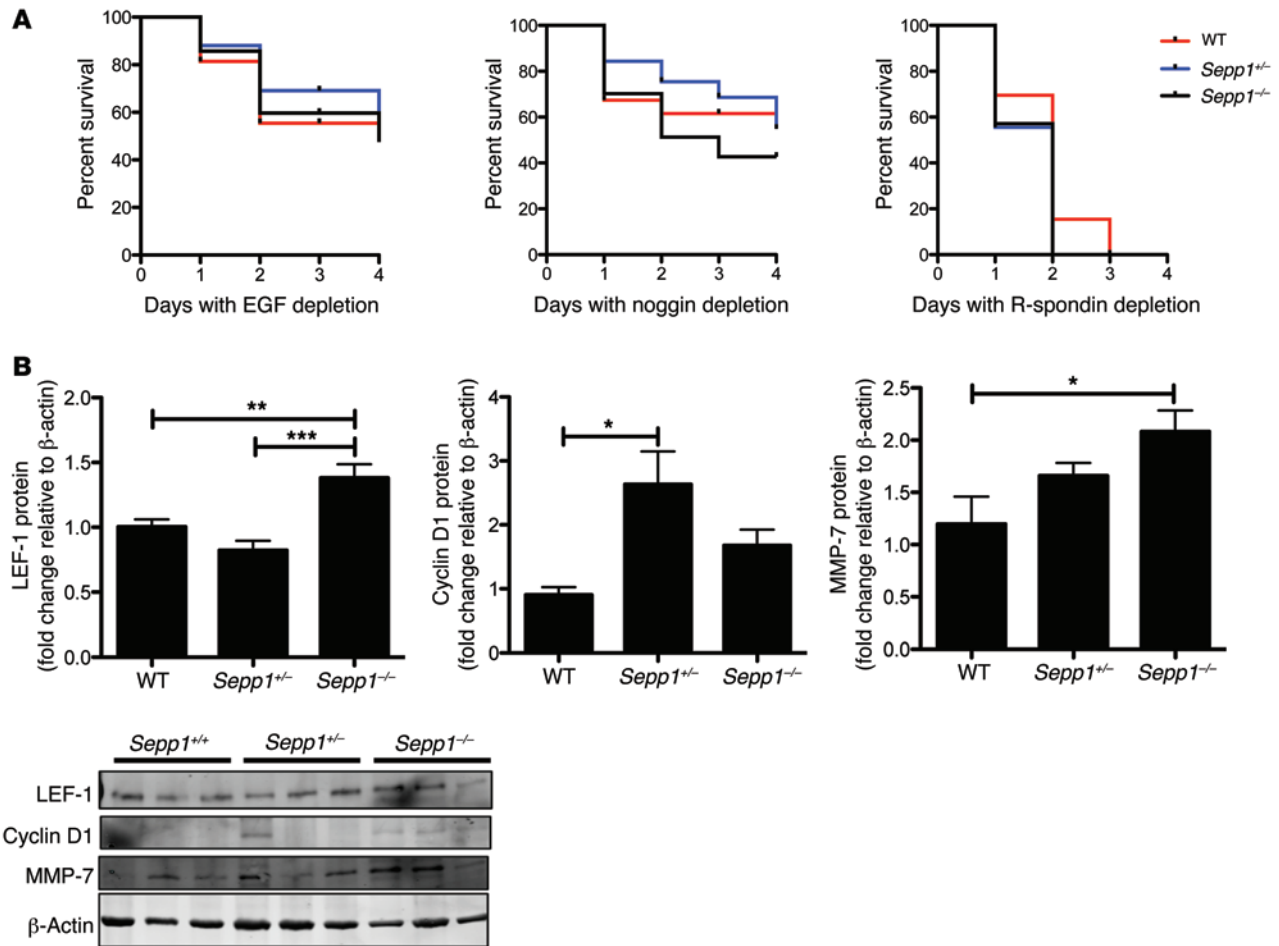 A
Percent survival
100
80
60
40
20
0
0 1 2 3 4
Days with EGF depletion
Percent survival
100
80
60
40
20
0
0 1 2 3 4
Days with noggin depletion
Percent survival
100
80
60
40
20
0
0 1 2 3 4
Days with R-spondin depletion
WT
Sepp1+/–
Sepp1–/–
B
LEF-1 protein
(fold change relative to β-actin)
2.0
1.5
1.0
0.5
0.0
**
***
WT Sepp1+/– Sepp1–/–
Cyclin D1 protein
(fold change relative to β-actin)
4
3
2
1
0
*
WT Sepp1+/– Sepp1–/–
MMP-7 protein
(fold change relative to β-actin)
2.5
2.0
1.5
1.0
0.5
0.0
*
WT Sepp1+/– Sepp1–/–
Sepp1+/+ Sepp1+/– Sepp1–/–
LEF-1
Cyclin D1
MMP-7
β-Actin